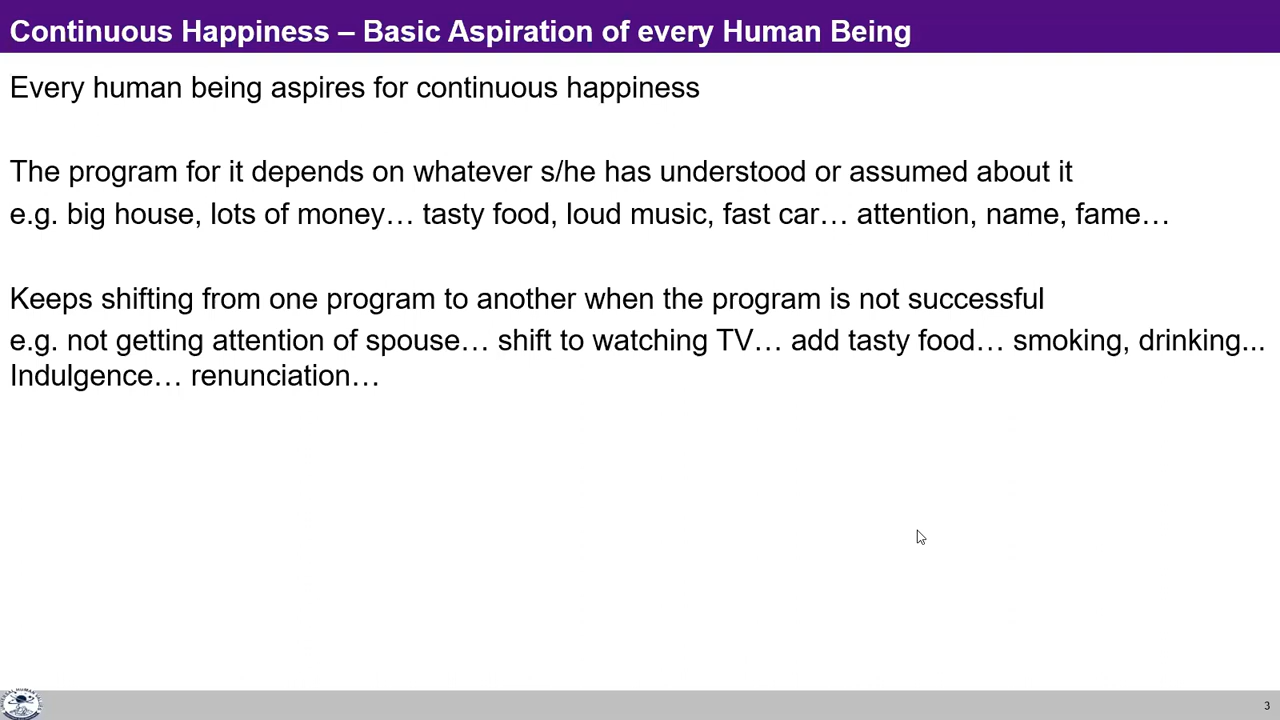 Continuous Happiness – Basic Aspiration of every Human Being
Every human being aspires for continuous happiness
The program for it depends on whatever s/he has understood or assumed about it
e.g. big house, lots of money… tasty food, loud music, fast car… attention, name, fame…
Keeps shifting from one program to another when the program is not successful
e.g. not getting attention of spouse… shift to watching TV… add tasty food… smoking, drinking...
Indulgence… renunciation…
3